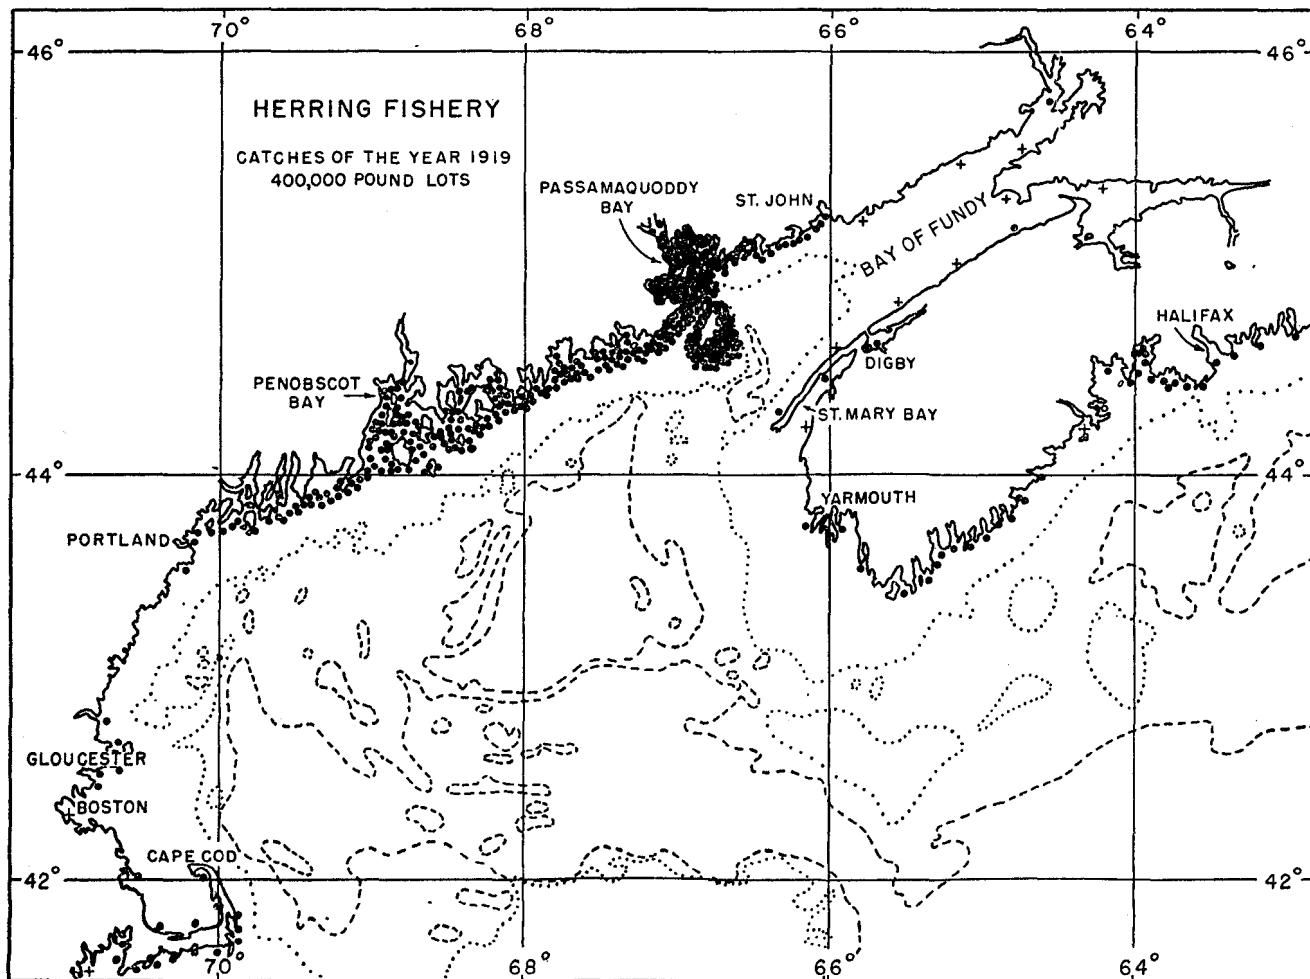 70°
68°
66°
64°
46°
46°
HERRING FISHERY
CATCHES OF THE YEAR 1919
400,000 POUND LOTS
PASSAMAQUODDY
BAY
ST. JOHN
BAY OF FUNDY
HALIFAX
DIGBY
PENOBSCOT
BAY
ST. MARY BAY
44°
44°
YARMOUTH
PORTLAND
GLOUCESTER
BOSTON
CAPE COD
42°
42°
70°
68°
66°
64°